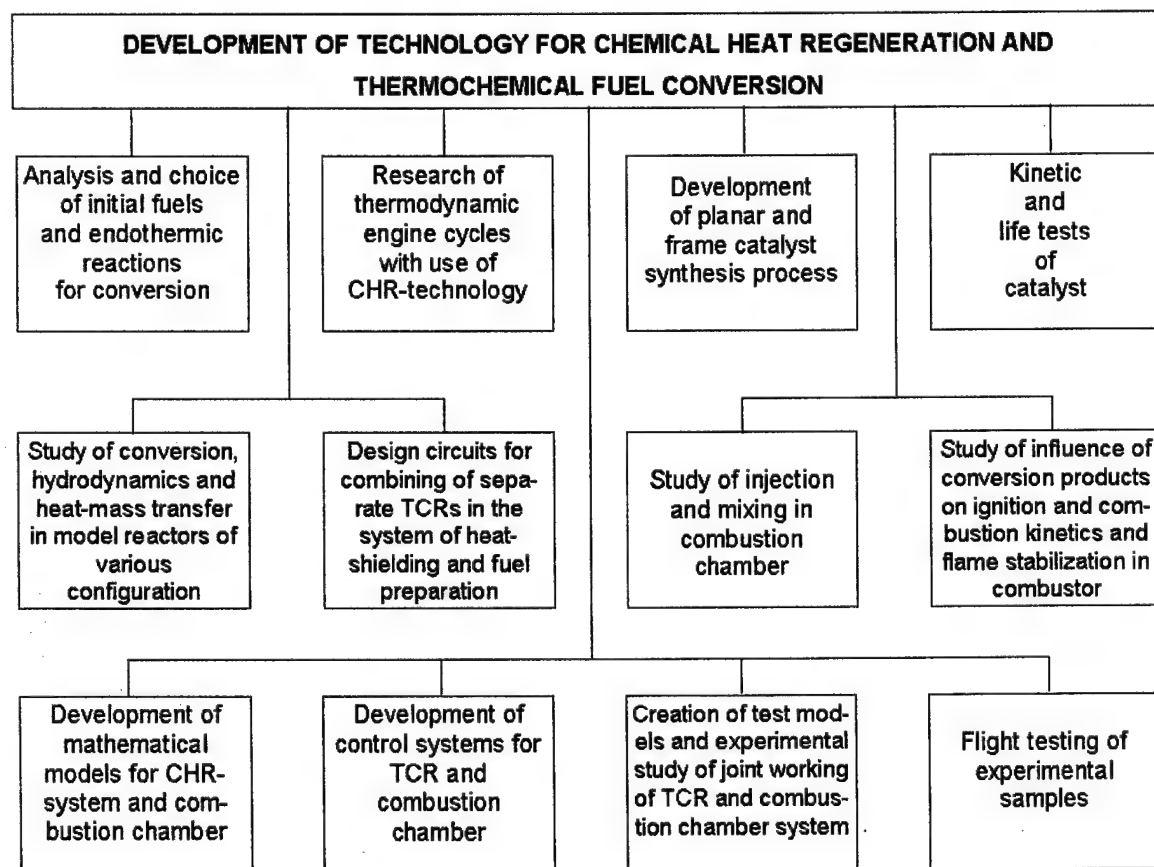 DEVELOPMENT OF TECHNOLOGY FOR CHEMICAL HEAT REGENERATION AND
THERMOCHEMICAL FUEL CONVERSION
Analysis and choice
of initial fuels
and endothermic
reactions
for conversion
Research of
thermodynamic
engine cycles
with use of
CHR-technology
Development
of planar and
frame catalyst
synthesis process
Kinetic
and
life tests
of
catalyst
Study of conversion,
hydrodynamics and
heat-mass transfer
in model reactors of
various
configuration
Design circuits for
combining of sepa-
rate TCRs in the
system of heat-
shielding and fuel
preparation
Study of injection
and mixing in
combustion
chamber
Study of influence of
conversion products
on ignition and com-
bustion kinetics and
flame stabilization in
combustor
Development of
mathematical
models for CHR-
system and com-
bustion chamber
Development of
control systems for
TCR and
combustion
chamber
Creation of test mod-
els and experimental
study of joint working
of TCR and combus-
tion chamber system
Flight testing of
experimental
samples